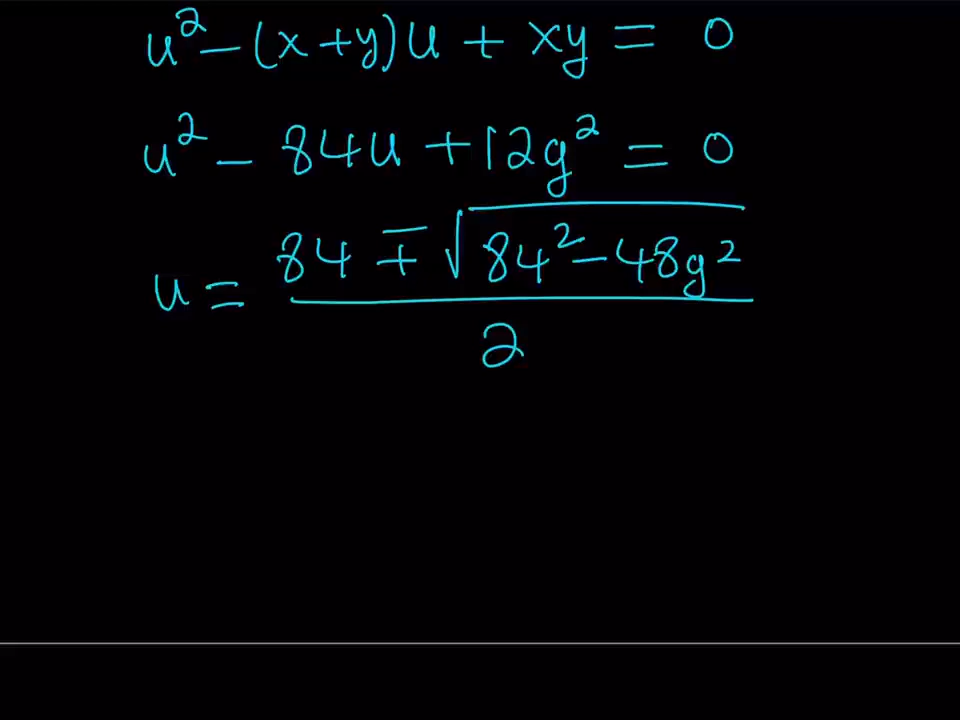 u² - (x+y)u + xy = 0
u² - 84u + 12g² = 0
u = (84 ∓ √(84² - 48g²)) / 2